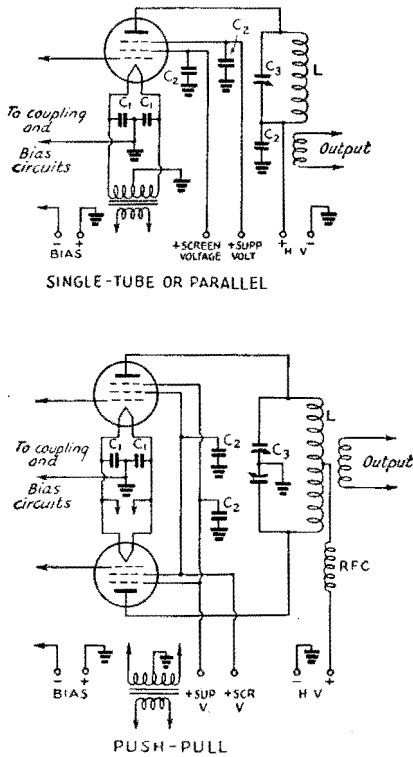 C2
C2
C3
L
C1 C1
C2
To coupling
and
Bias
circuits
Output
- +
BIAS
+SCREEN
VOLTAGE
+SUPP
VOLT
+ -
H V
SINGLE-TUBE OR PARALLEL
L
To coupling
and
Bias
circuits
C1 C1
C2
C3
C2
Output
RFC
- +
BIAS
+SUP
V.
+SCR
V
- +
H V
PUSH-PULL